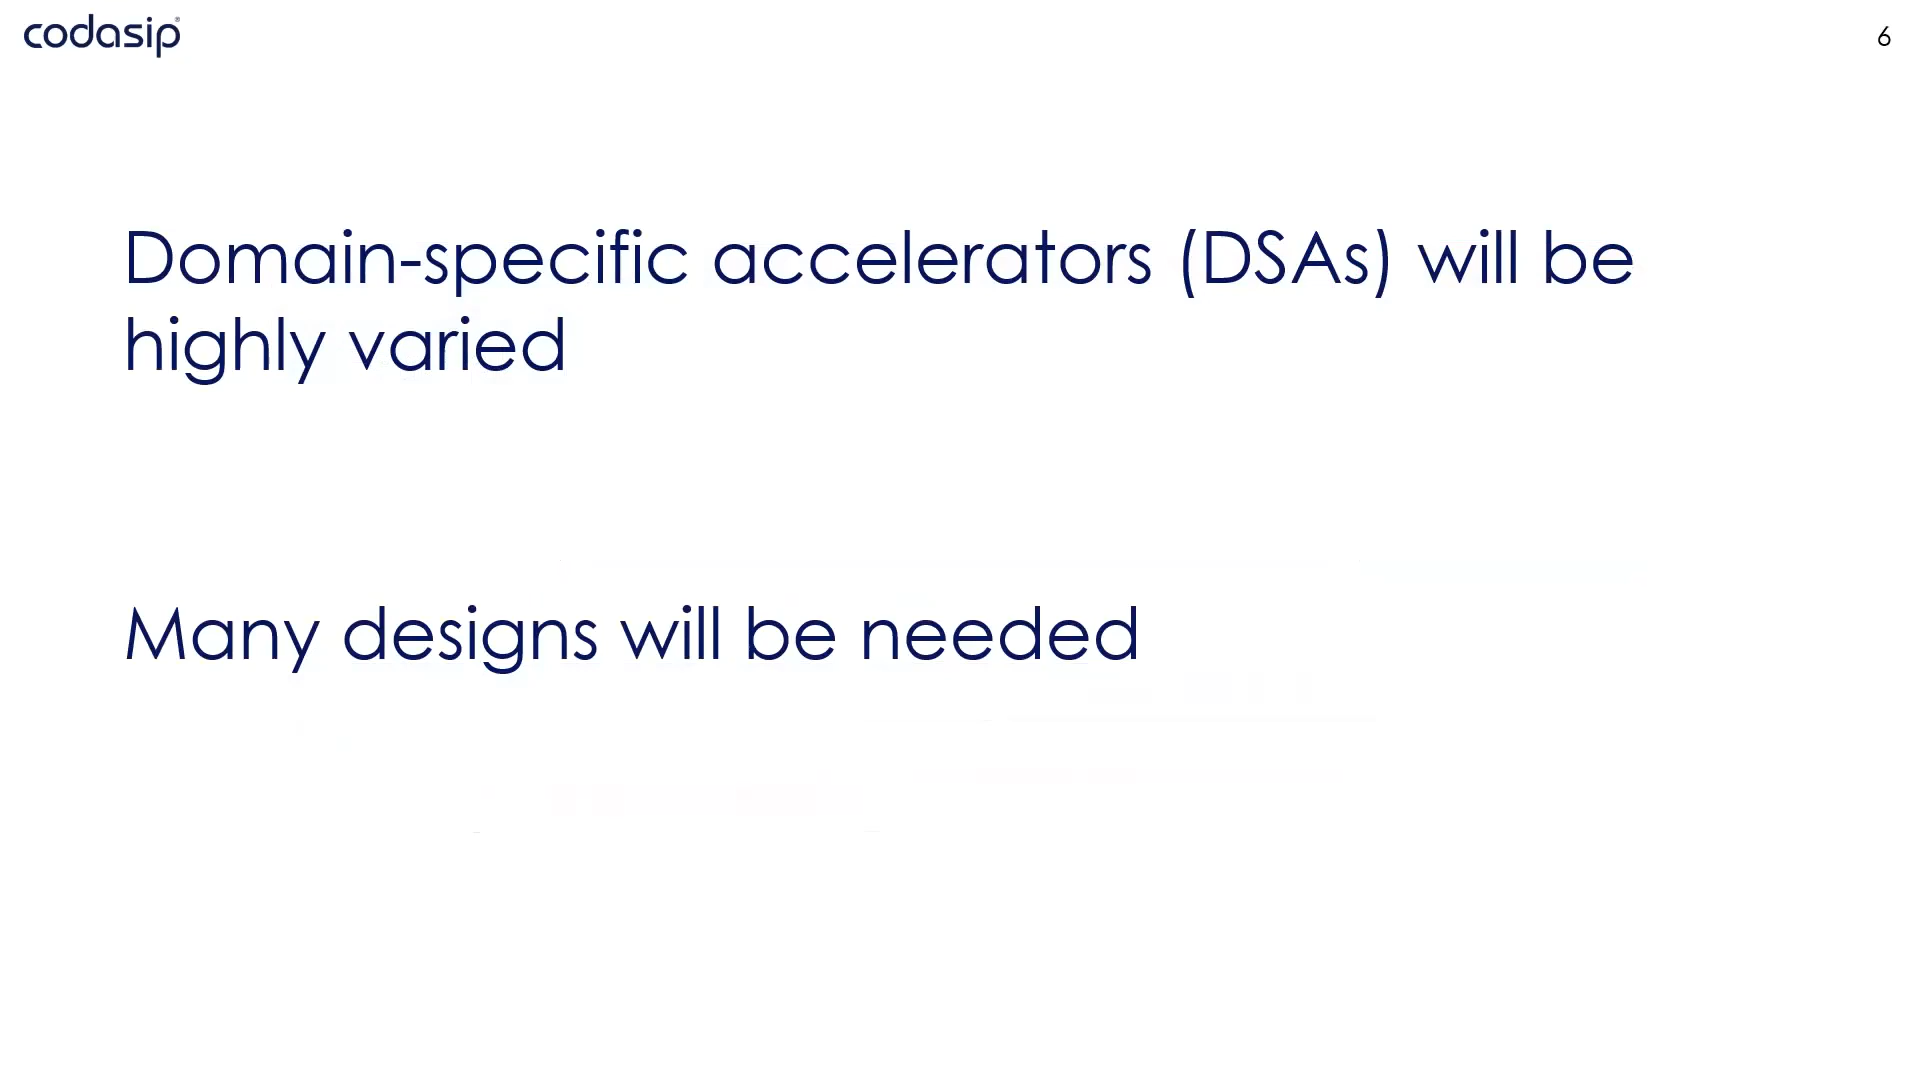 codasip
6
Domain-specific accelerators (DSAs) will be
highly varied
Many designs will be needed